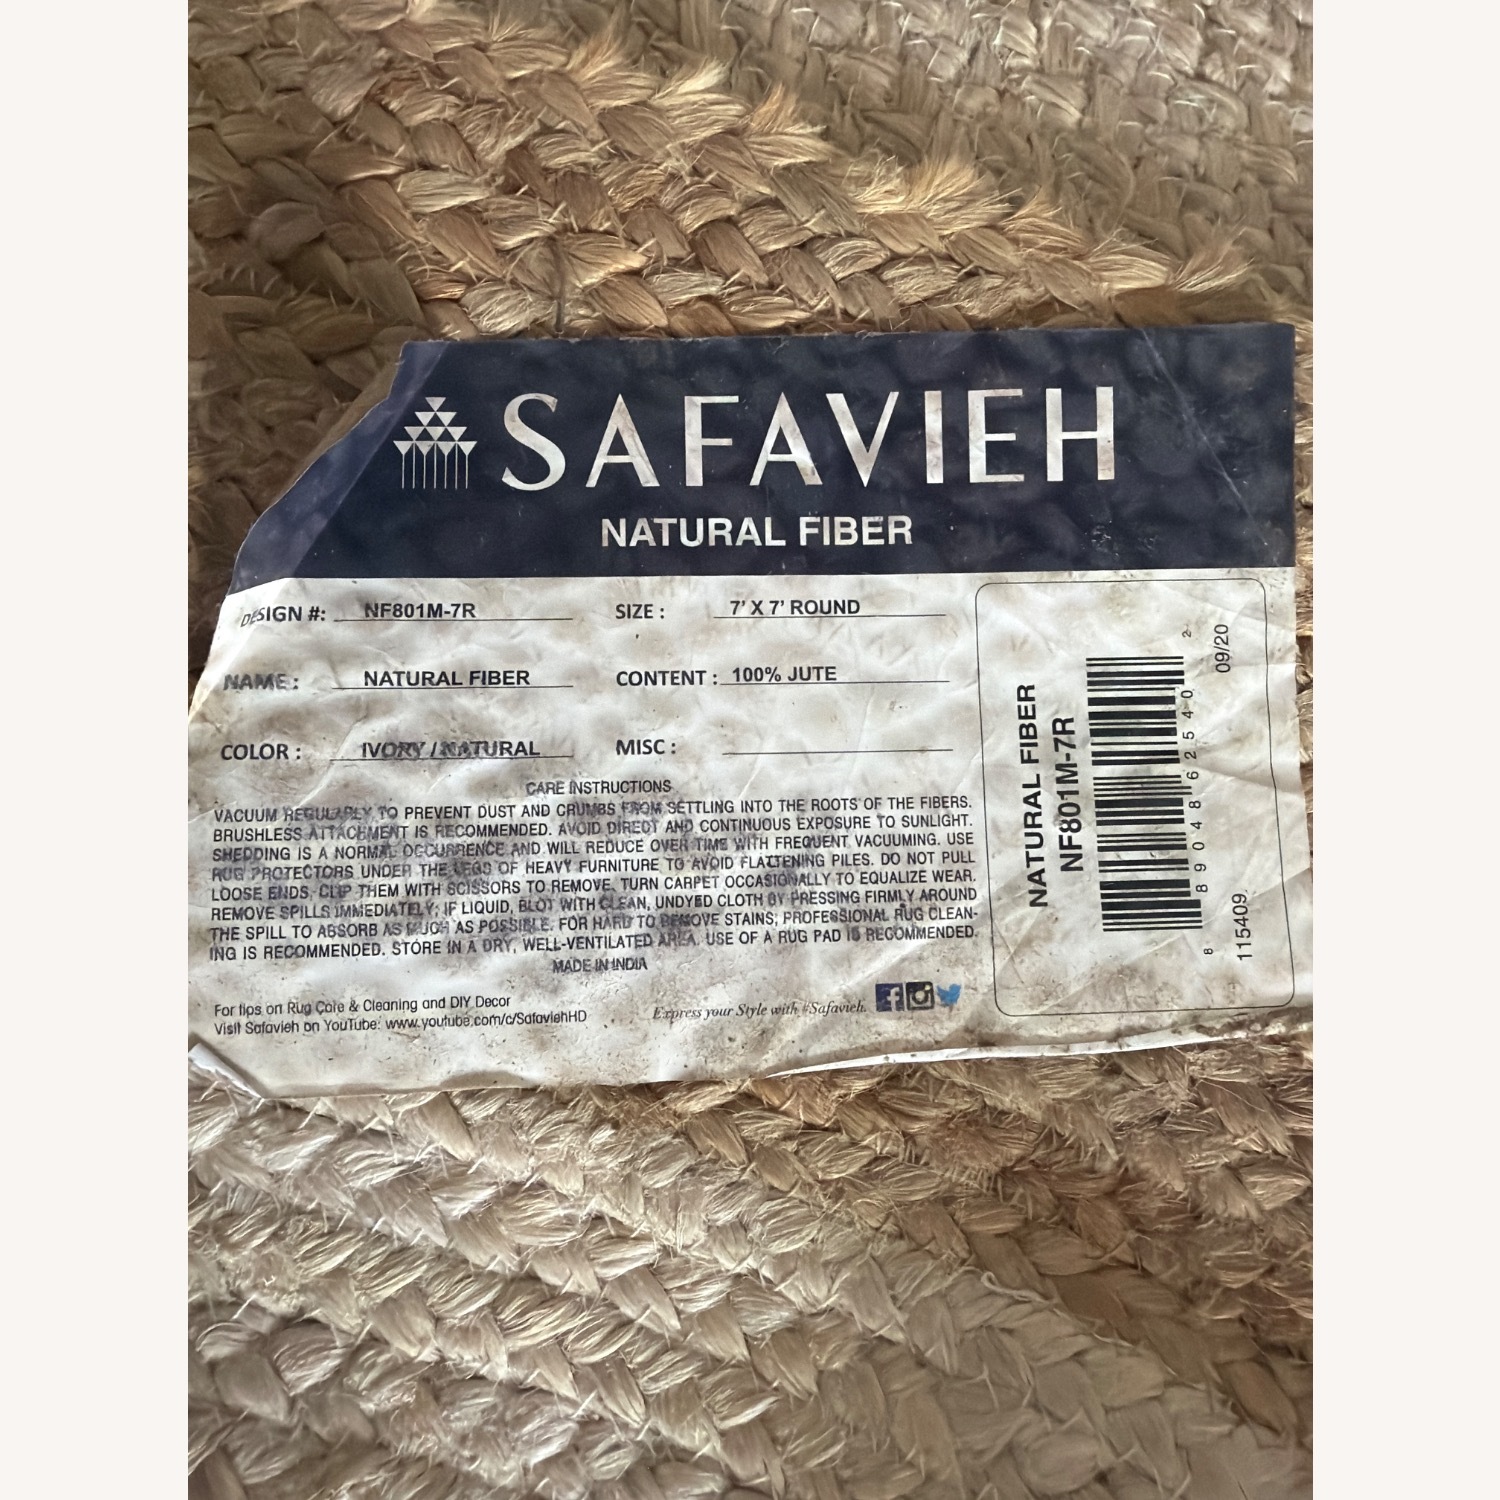 SAFAVIEH
NATURAL FIBER
DESIGN #: NF801M-7R SIZE : 7' X 7' ROUND
NAME : NATURAL FIBER CONTENT : 100% JUTE
COLOR : IVORY / NATURAL MISC :
CARE INSTRUCTIONS
VACUUM REGULARLY TO PREVENT DUST AND CRUMBS FROM SETTLING INTO THE ROOTS OF THE FIBERS.
BRUSHLESS ATTACHMENT IS RECOMMENDED. AVOID DIRECT AND CONTINUOUS EXPOSURE TO SUNLIGHT.
SHEDDING IS A NORMAL OCCURRENCE AND WILL REDUCE OVER TIME WITH FREQUENT VACUUMING. USE
RUG PROTECTORS UNDER THE LEGS OF HEAVY FURNITURE TO AVOID FLATTENING PILES. DO NOT PULL
LOOSE ENDS, CLIP THEM WITH SCISSORS TO REMOVE. TURN CARPET OCCASIONALLY TO EQUALIZE WEAR.
REMOVE SPILLS IMMEDIATELY; IF LIQUID, BLOT WITH CLEAN, UNDYED CLOTH BY PRESSING FIRMLY AROUND
THE SPILL TO ABSORB AS MUCH AS POSSIBLE. FOR HARD TO REMOVE STAINS, PROFESSIONAL RUG CLEAN-
ING IS RECOMMENDED. STORE IN A DRY, WELL-VENTILATED AREA. USE OF A RUG PAD IS RECOMMENDED.
MADE IN INDIA
For tips on Rug Care & Cleaning and DIY Decor
Visit Safavieh on YouTube: www.youtube.com/c/SafaviehHD
Express your Style with #Safavieh.
NATURAL FIBER
NF801M-7R
8 89048 62540 2
115409 09/20